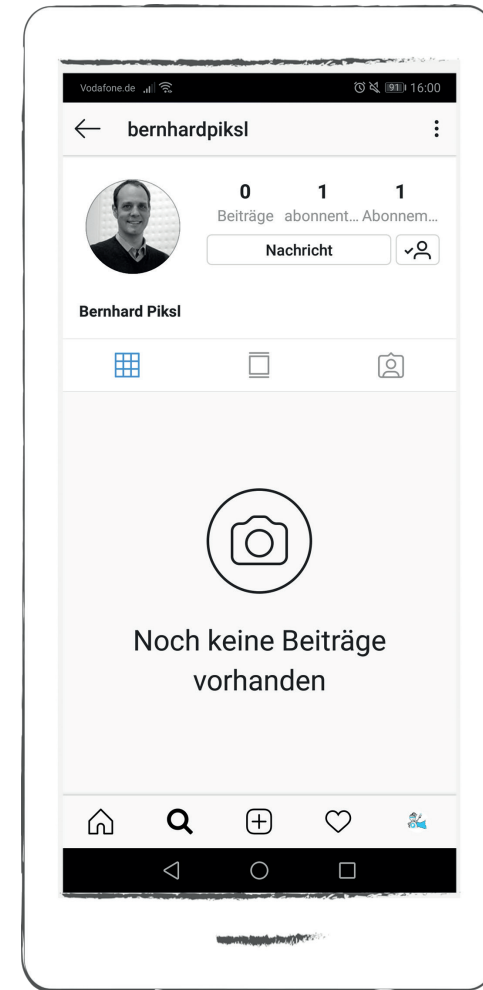 Vodafone.de 91 16:00
bernhardpiksl
0 1 1
Beiträge abonnent... Abonnem...
Nachricht
Bernhard Piksl
Noch keine Beiträge
vorhanden